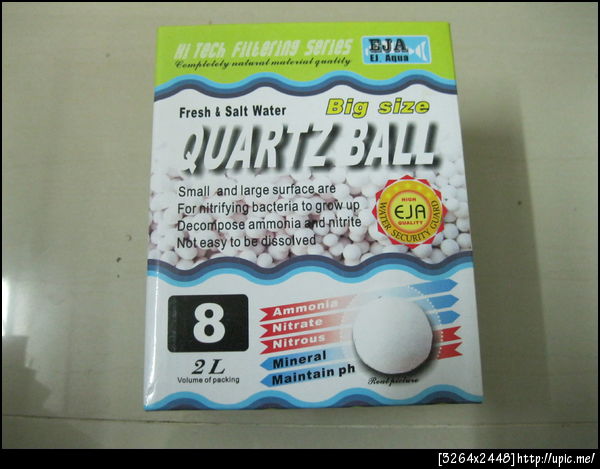 Hi Tech Filtering Series
Completely natural material quality
EJA
EJ. Aqua
Fresh & Salt Water
Big size
QUARTZ BALL
Small and large surface are
For nitrifying bacteria to grow up
Decompose ammonia and nitrite
Not easy to be dissolved
HIGH
EJA
QUALITY
WATER SECURITY GUARD
8
2L
Volume of packing
Ammonia
Nitrate
Nitrous
Mineral
Maintain ph
Real picture
[3264x2448]http://upic.me/